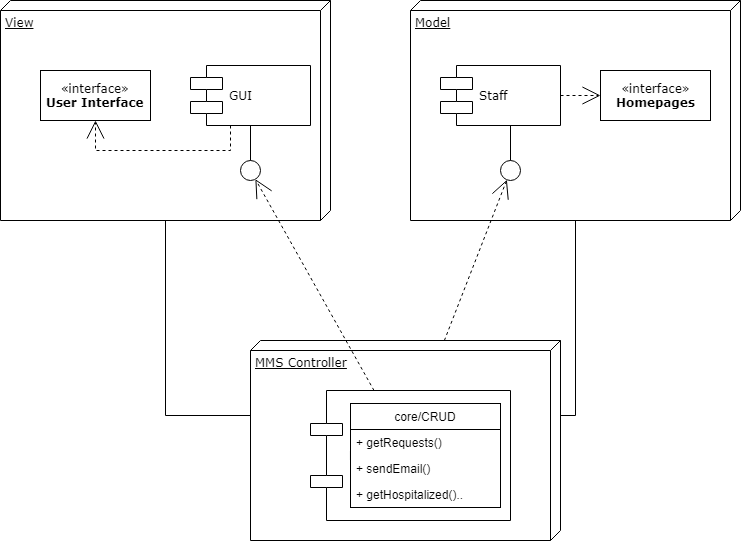 View
«interface»
User Interface
GUI
Model
Staff
«interface»
Homepages
MMS Controller
core/CRUD
+ getRequests()
+ sendEmail()
+ getHospitalized()..